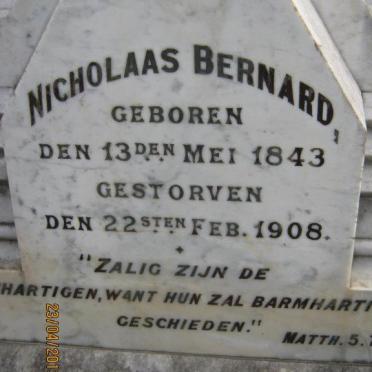 NICHOLAAS BERNARD,
GEBOREN
DEN 13DEN MEI 1843
GESTORVEN
DEN 22STEN FEB. 1908.
"ZALIG ZIJN DE
HARTIGEN, WANT HUN ZAL BARMHARTI
GESCHIEDEN."
MATTH. 5.
23/04/201